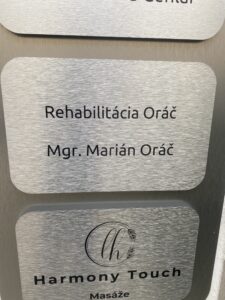 Rehabilitácia Oráč
Mgr. Marián Oráč
lh
Harmony Touch
Masáže